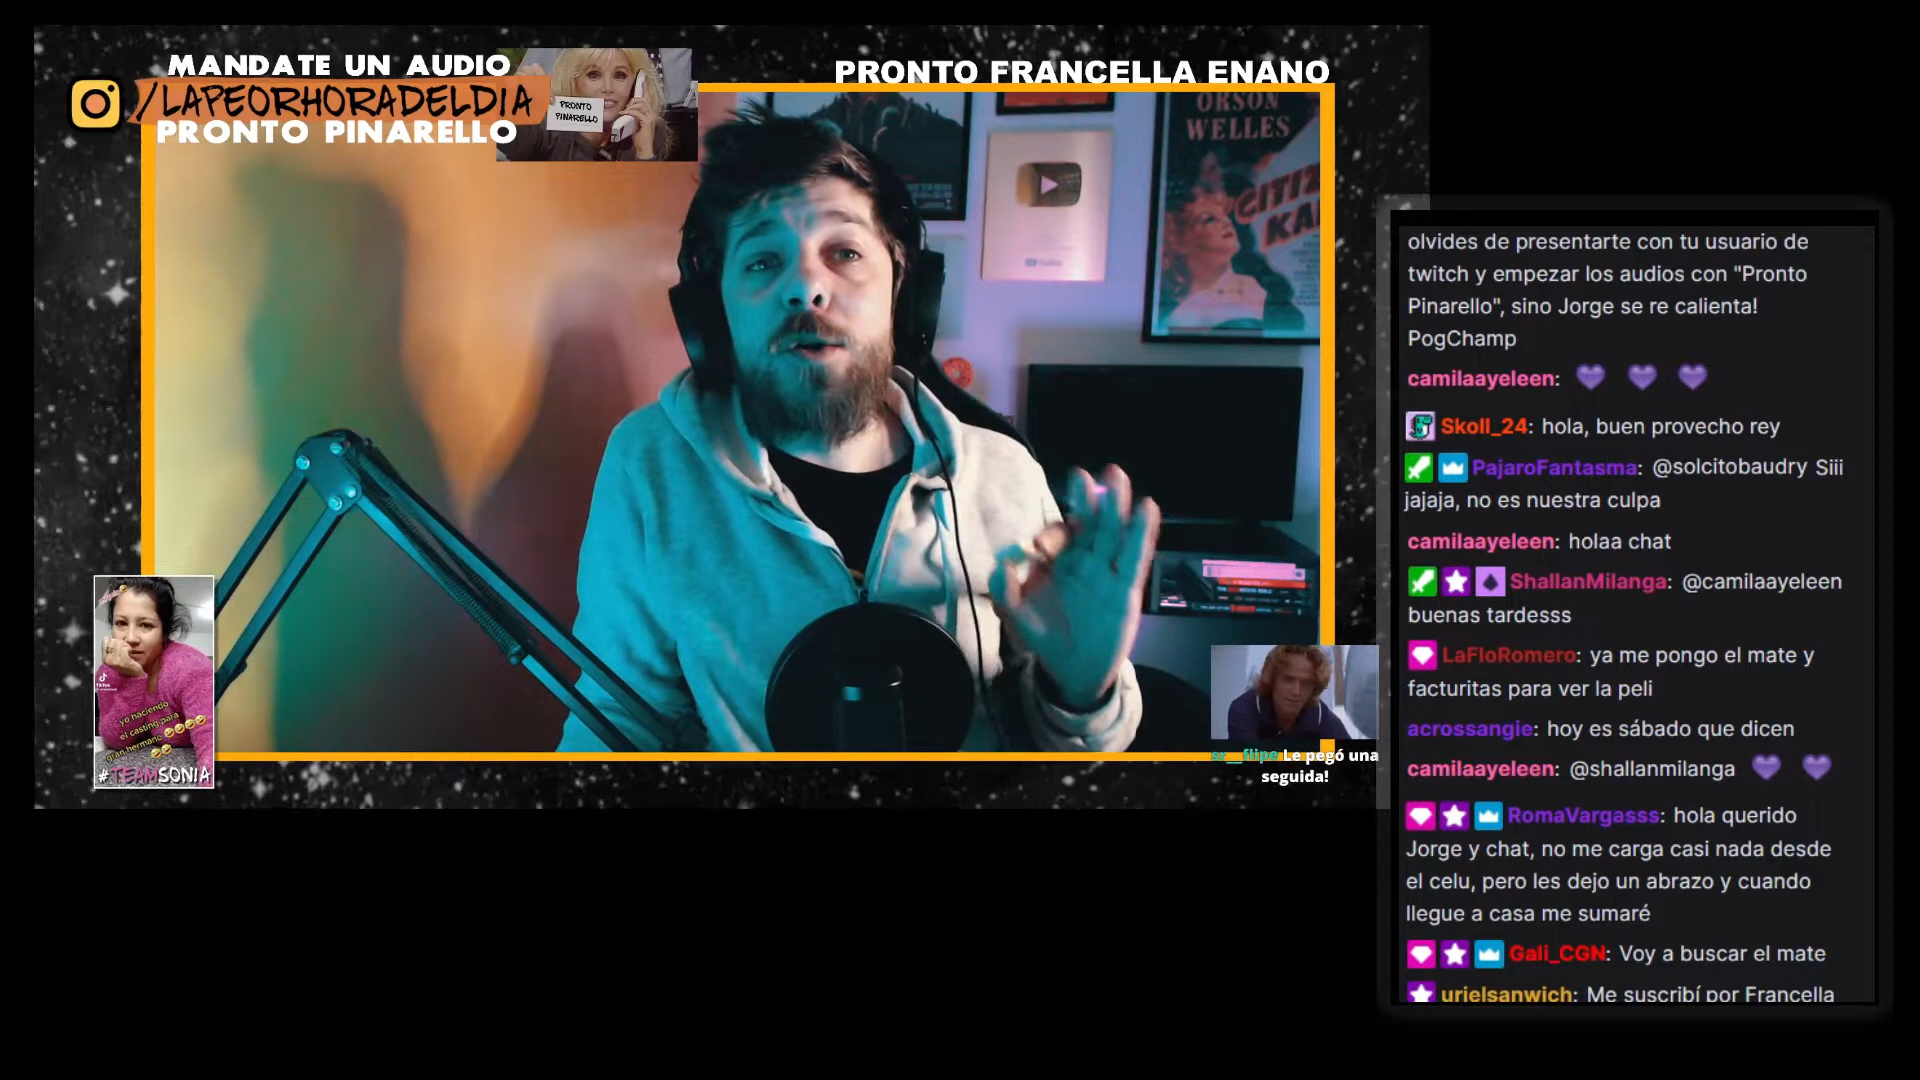 MANDATE UN AUDIO
/LAPEORHORADELDIA
PRONTO PINARELLO
PRONTO
PINARELLO
PRONTO FRANCELLA ENANO
ORSON
WELLES
CITIZ
KA
YouTube
yo haciendo
el casting para
gran hermano
#TEAMSONIA
sr__flipe Le pegó una
seguida!
olvides de presentarte con tu usuario de
twitch y empezar los audios con "Pronto
Pinarello", sino Jorge se re calienta!
PogChamp
camilaayeleen:
Skoll_24: hola, buen provecho rey
PajaroFantasma: @solcitobaudry Siii
jajaja, no es nuestra culpa
camilaayeleen: holaa chat
ShallanMilanga: @camilaayeleen
buenas tardesss
LaFloRomero: ya me pongo el mate y
facturitas para ver la peli
acrossangie: hoy es sábado que dicen
camilaayeleen: @shallanmilanga
RomaVargasss: hola querido
Jorge y chat, no me carga casi nada desde
el celu, pero les dejo un abrazo y cuando
llegue a casa me sumaré
Gali_CGN: Voy a buscar el mate
urielsanwich: Me suscribí por Francella